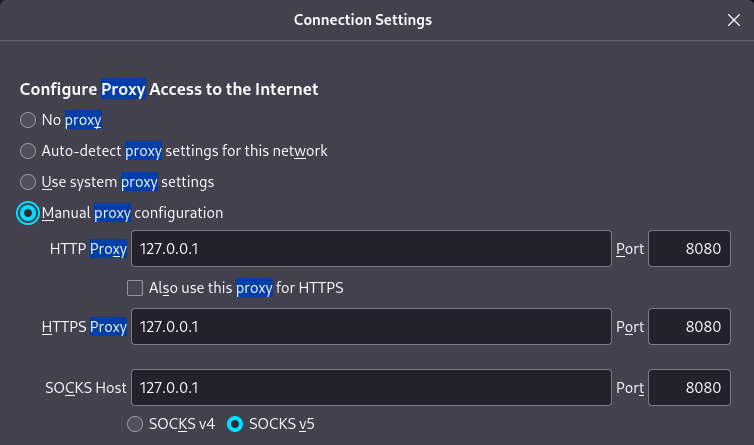 Connection Settings
Configure Proxy Access to the Internet
No proxy
Auto-detect proxy settings for this network
Use system proxy settings
Manual proxy configuration
HTTP Proxy 127.0.0.1 Port 8080
Also use this proxy for HTTPS
HTTPS Proxy 127.0.0.1 Port 8080
SOCKS Host 127.0.0.1 Port 8080
SOCKS v4 SOCKS v5